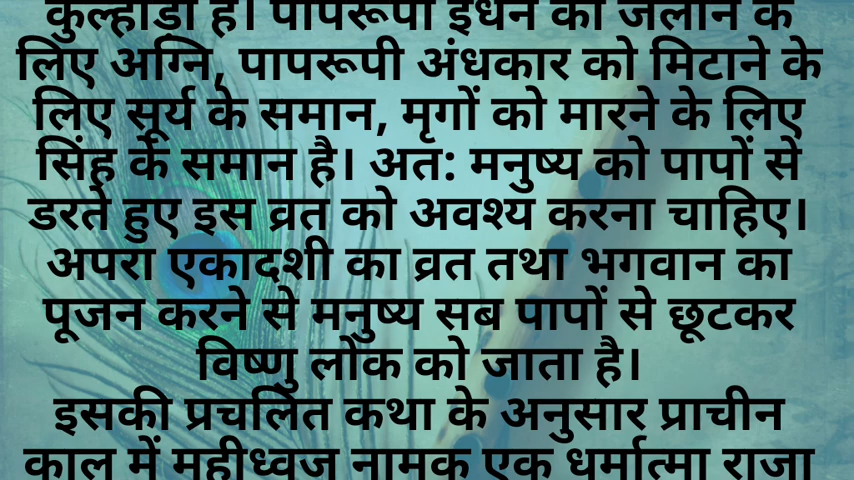 कुल्हाड़ी है। पापरूपी ईंधन को जलाने के
लिए अग्नि, पापरूपी अंधकार को मिटाने के
लिए सूर्य के समान, मृगों को मारने के लिए
सिंह के समान है। अत: मनुष्य को पापों से
डरते हुए इस व्रत को अवश्य करना चाहिए।
अपरा एकादशी का व्रत तथा भगवान का
पूजन करने से मनुष्य सब पापों से छूटकर
विष्णु लोक को जाता है।
इसकी प्रचलित कथा के अनुसार प्राचीन
काल में महीध्वज नामक एक धर्मात्मा राजा